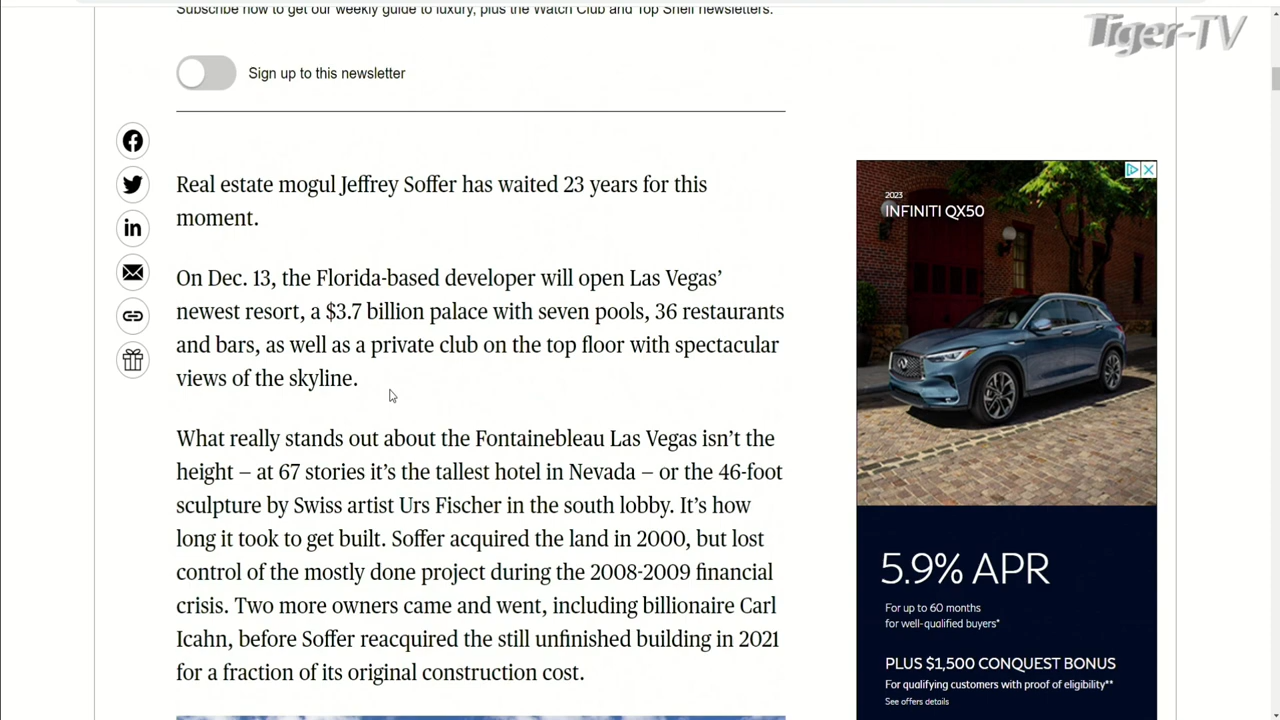 Subscribe now to get our weekly guide to luxury, plus the Watch Club and Top Shelf newsletters.
Tiger-TV
Sign up to this newsletter
Real estate mogul Jeffrey Soffer has waited 23 years for this
moment.
On Dec. 13, the Florida-based developer will open Las Vegas’
newest resort, a $3.7 billion palace with seven pools, 36 restaurants
and bars, as well as a private club on the top floor with spectacular
views of the skyline.
What really stands out about the Fontainebleau Las Vegas isn’t the
height – at 67 stories it’s the tallest hotel in Nevada – or the 46-foot
sculpture by Swiss artist Urs Fischer in the south lobby. It’s how
long it took to get built. Soffer acquired the land in 2000, but lost
control of the mostly done project during the 2008-2009 financial
crisis. Two more owners came and went, including billionaire Carl
Icahn, before Soffer reacquired the still unfinished building in 2021
for a fraction of its original construction cost.
2023
INFINITI QX50
5.9% APR
For up to 60 months
for well-qualified buyers*
PLUS $1,500 CONQUEST BONUS
For qualifying customers with proof of eligibility**
See offers details